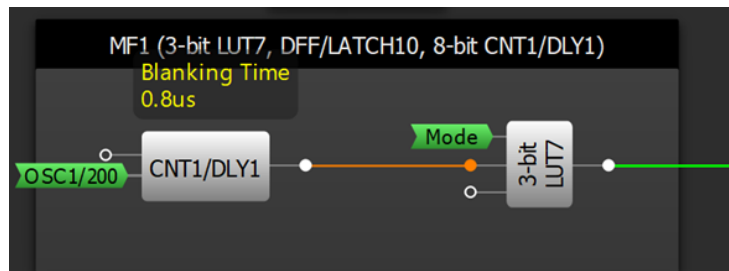 MF1 (3-bit LUT7, DFF/LATCH10, 8-bit CNT1/DLY1)
Blanking Time
0.8us
Mode
OSC1/200
CNT1/DLY1
3-bit
LUT7